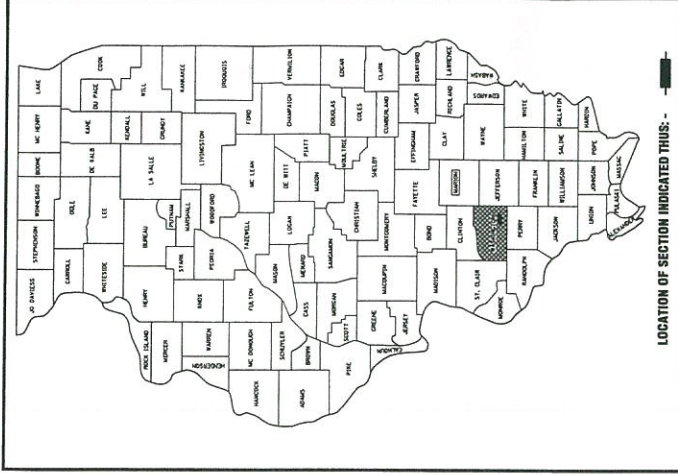 JO DAVIESS
STEPHENSON
WINNEBAGO
BOONE
MC HENRY
LAKE
CARROLL
OGLE
DE KALB
KANE
DU PAGE
COOK
WHITESIDE
LEE
KENDALL
WILL
ROCK ISLAND
HENRY
BUREAU
LA SALLE
GRUNDY
KANKAKEE
MERCER
PUTNAM
STARK
MARSHALL
LIVINGSTON
IROQUOIS
HENDERSON
WARREN
KNOX
PEORIA
WOODFORD
FORD
HANCOCK
MC DONOUGH
FULTON
TAZEWELL
MC LEAN
VERMILION
CHAMPAIGN
SCHUYLER
MASON
LOGAN
DE WITT
PIATT
ADAMS
BROWN
CASS
MENARD
MACON
MOULTRIE
DOUGLAS
EDGAR
PIKE
SCOTT
MORGAN
SANGAMON
CHRISTIAN
SHELBY
COLES
CLARK
CUMBERLAND
CALHOUN
GREENE
JERSEY
MACOUPIN
MONTGOMERY
FAYETTE
EFFINGHAM
JASPER
CRAWFORD
MADISON
BOND
MARION
CLAY
RICHLAND
LAWRENCE
ST. CLAIR
CLINTON
WAYNE
EDWARDS
WABASH
MONROE
JEFFERSON
RANDOLPH
PERRY
FRANKLIN
HAMILTON
WHITE
JACKSON
WILLIAMSON
SALINE
GALLATIN
UNION
JOHNSON
POPE
HARDIN
ALEXANDER
PULASKI
MASSAC
LOCATION OF SECTION INDICATED THUS: -